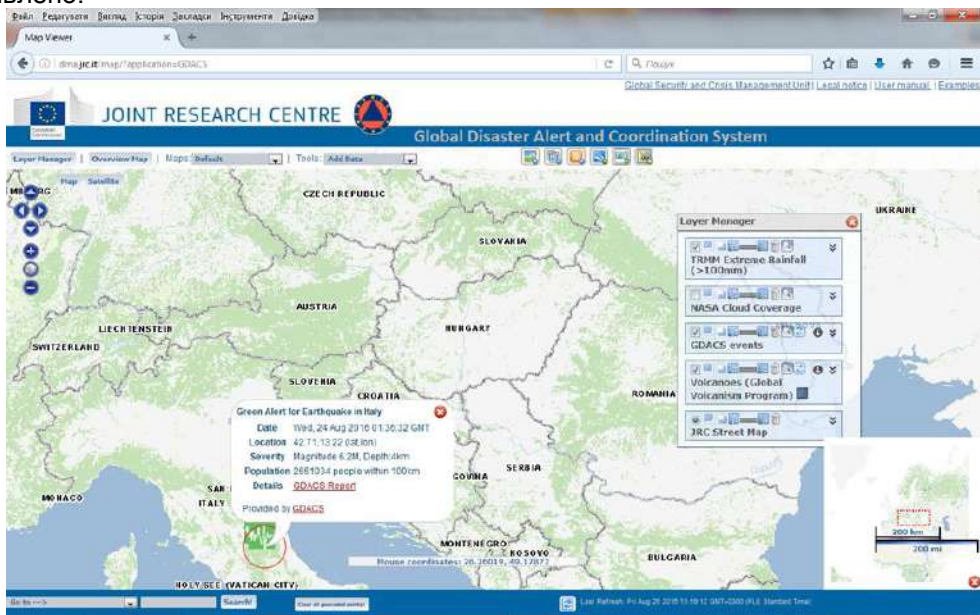 Файл Редагувати Вигляд Історія Закладки Інструменти Довідка
Map Viewer
dma.jrc.it/map/?application=GDACS
Пошук
Global Security and Crisis Management Unit | Legal notice | User manual | Examples
JOINT RESEARCH CENTRE
Global Disaster Alert and Coordination System
Layer Manager | Overview Map | Maps: Default | Tools: Add Data
Map Satellite
CZECH REPUBLIC
UKRAINE
Layer Manager
SLOVAKIA
TRMM Extreme Rainfall
(>100mm)
AUSTRIA
NASA Cloud Coverage
LIECHTENSTEIN
HUNGARY
GDACS events
SWITZERLAND
SLOVENIA
Volcanoes (Global
Volcanism Program)
CROATIA
ROMANIA
JRC Street Map
Green Alert for Earthquake in Italy
Date Wed, 24 Aug 2016 01:36:32 GMT
Location 42.71,13.22 (lat,lon)
Severity Magnitude 6.2M, Depth:4km
Population 2661034 people within 100km
Details GDACS Report
Provided by GDACS
SERBIA
MONACO
SAN
ITALY
MONTENEGRO
KOSOVO
BULGARIA
200 km
200 mi
HOLY SEE (VATICAN CITY)
Go to -->
Search!